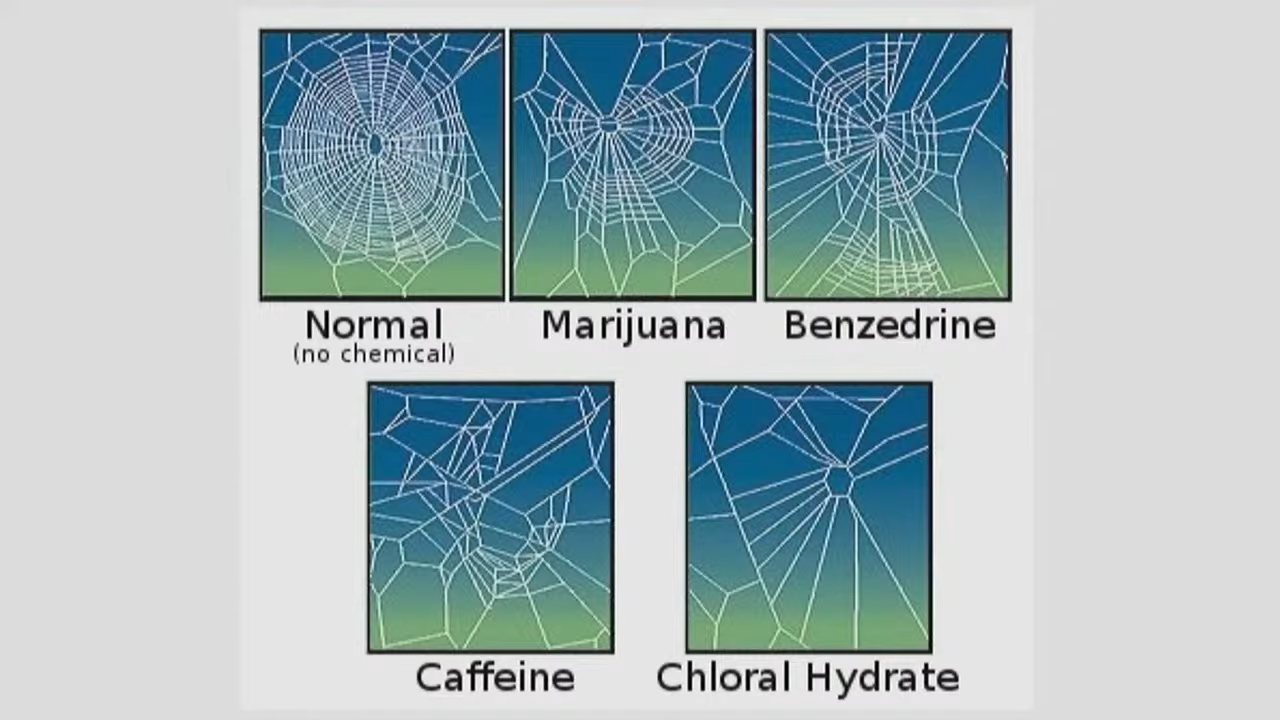 Normal
(no chemical)
Marijuana
Benzedrine
Caffeine
Chloral Hydrate